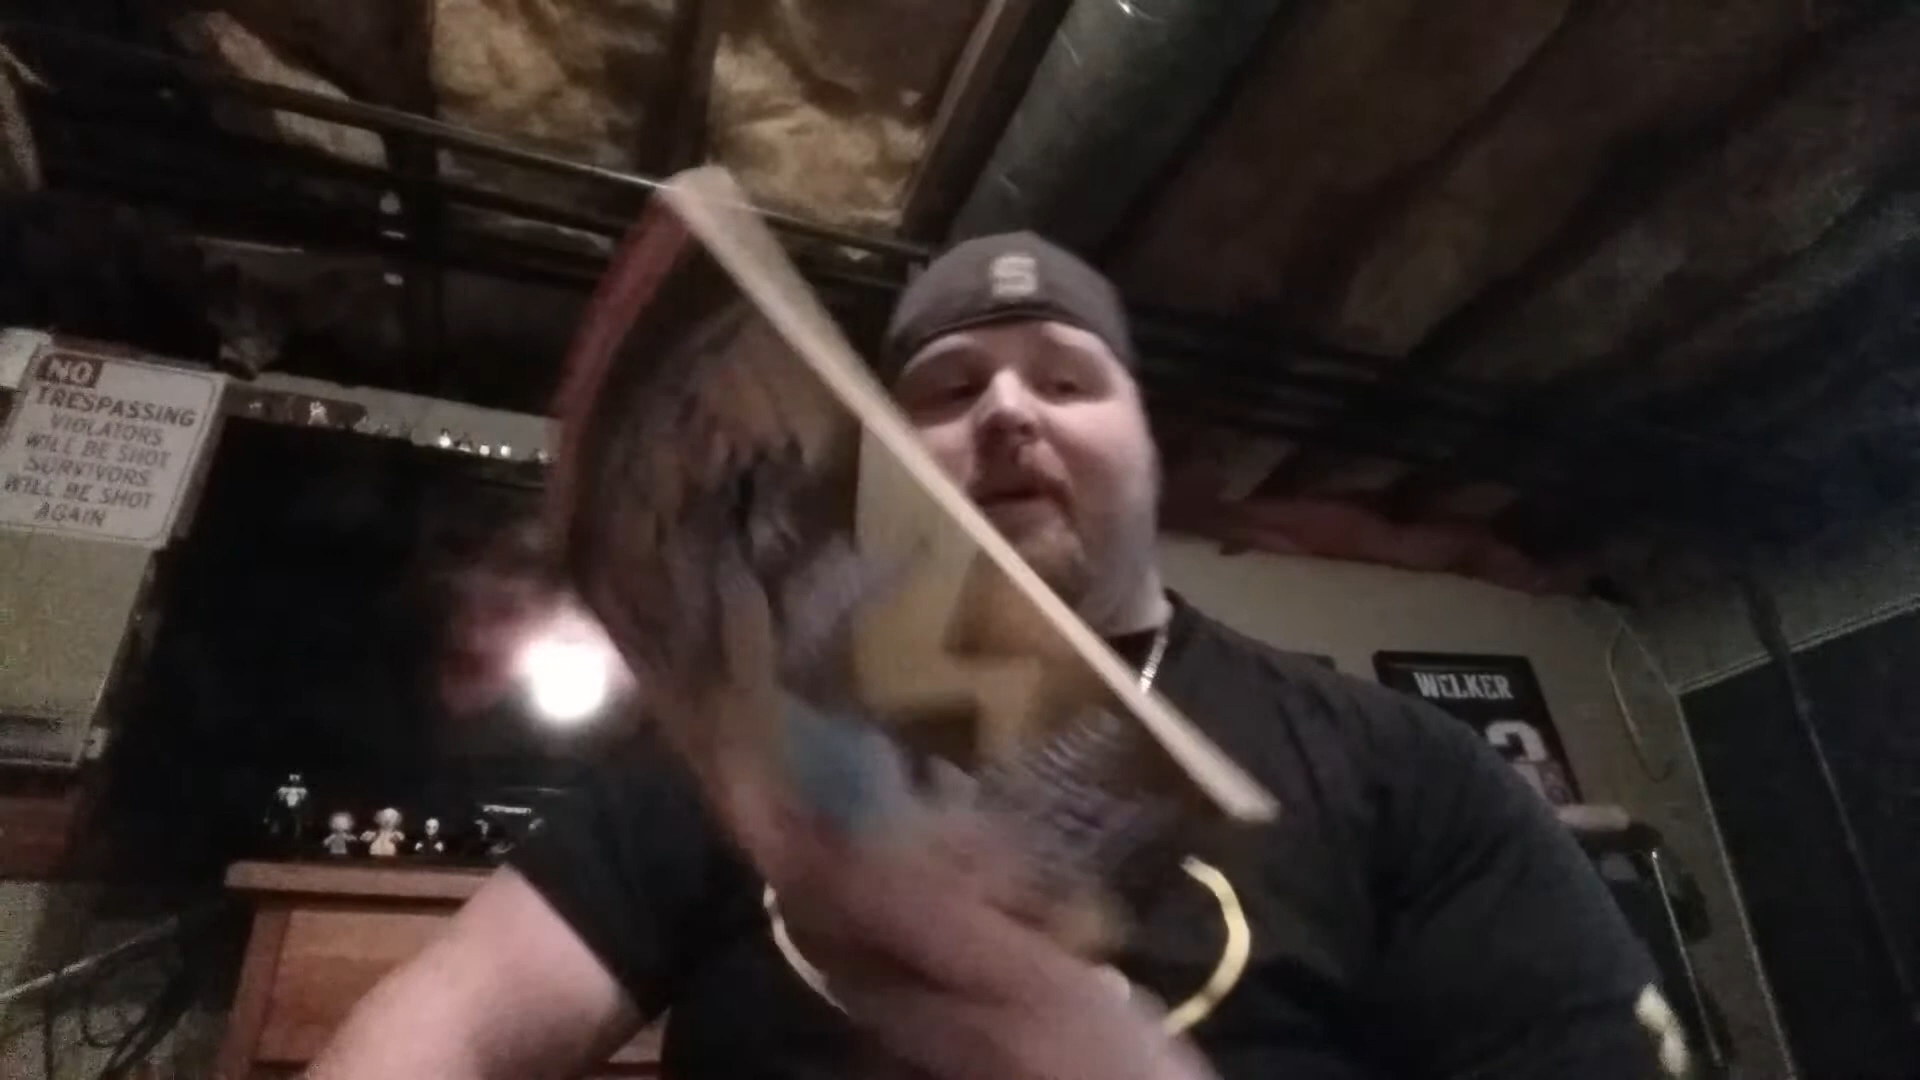 NO
TRESPASSING
VIOLATORS
WILL BE SHOT
SURVIVORS
WILL BE SHOT
AGAIN
WELKER